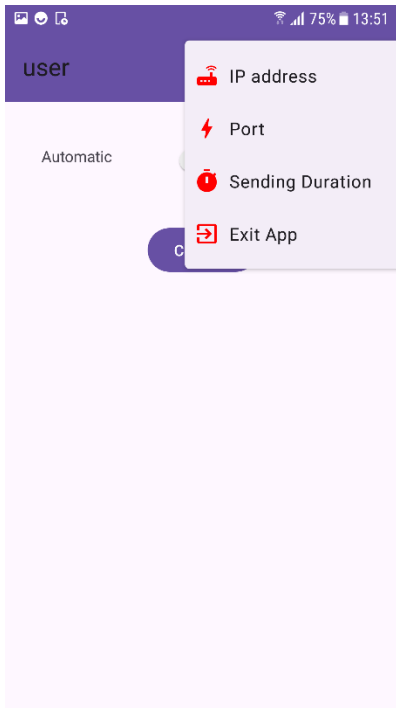 75% 13:51
user
IP address
Port
Automatic
Sending Duration
Exit App